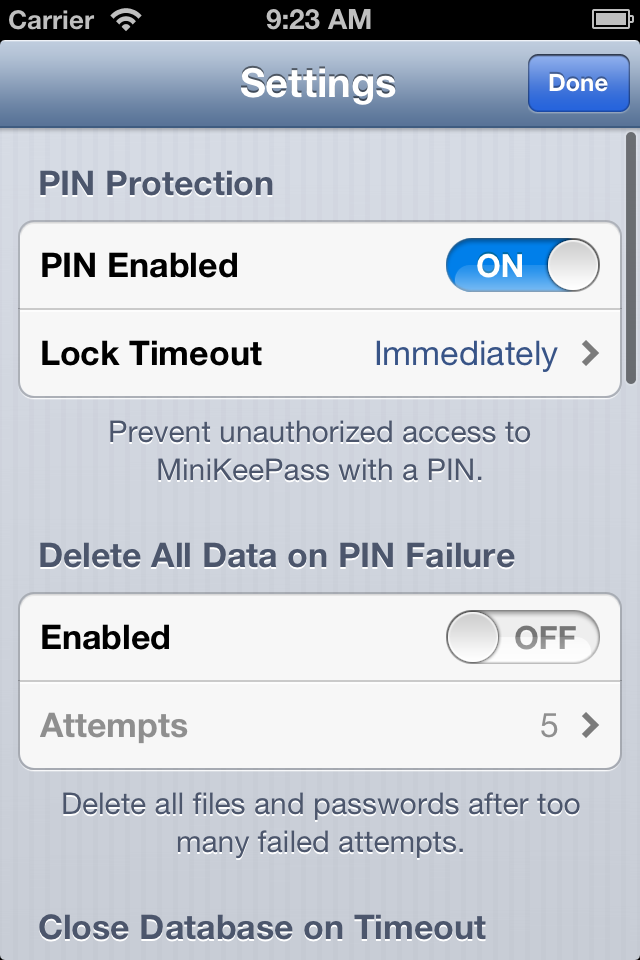 Carrier 9:23 AM
Settings Done
PIN Protection
PIN Enabled ON
Lock Timeout Immediately
Prevent unauthorized access to
MiniKeePass with a PIN.
Delete All Data on PIN Failure
Enabled OFF
Attempts 5
Delete all files and passwords after too
many failed attempts.
Close Database on Timeout